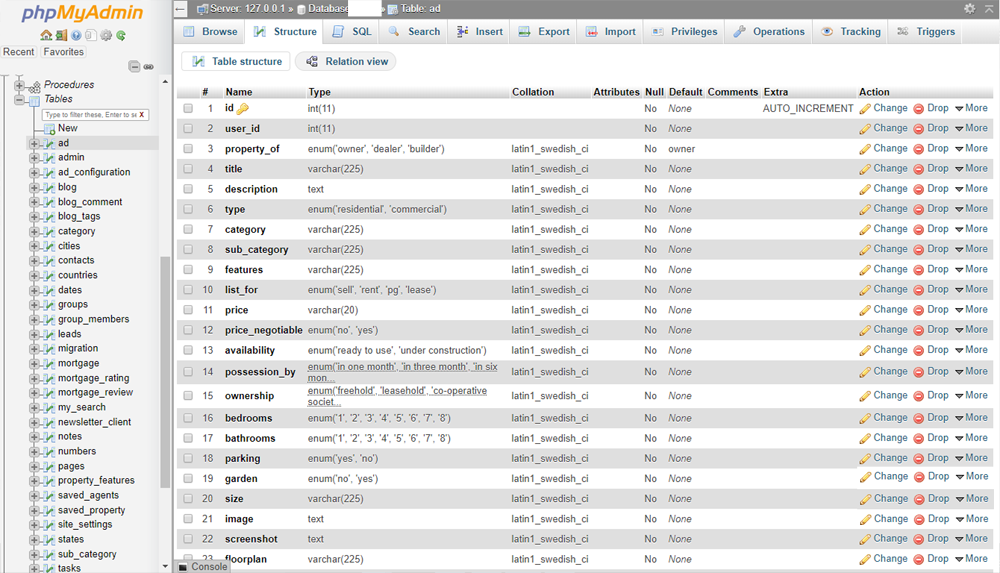 phpMyAdmin
Recent Favorites
Procedures
Tables
Type to filter these, Enter to se X
New
ad
admin
ad_configuration
blog
blog_comment
blog_tags
category
cities
contacts
countries
dates
groups
group_members
leads
migration
mortgage
mortgage_rating
mortgage_review
my_search
newsletter_client
notes
numbers
pages
property_features
saved_agents
saved_property
site_settings
states
sub_category
tasks
Server: 127.0.0.1 » Database » Table: ad
Browse Structure SQL Search Insert Export Import Privileges Operations Tracking Triggers
Table structure Relation view
# Name Type Collation Attributes Null Default Comments Extra Action
1 id int(11) No None AUTO_INCREMENT Change Drop More
2 user_id int(11) No None Change Drop More
3 property_of enum('owner', 'dealer', 'builder') latin1_swedish_ci No owner Change Drop More
4 title varchar(225) latin1_swedish_ci No None Change Drop More
5 description text latin1_swedish_ci No None Change Drop More
6 type enum('residential', 'commercial') latin1_swedish_ci No None Change Drop More
7 category varchar(225) latin1_swedish_ci No None Change Drop More
8 sub_category varchar(225) latin1_swedish_ci No None Change Drop More
9 features varchar(225) latin1_swedish_ci No None Change Drop More
10 list_for enum('sell', 'rent', 'pg', 'lease') latin1_swedish_ci No None Change Drop More
11 price varchar(20) latin1_swedish_ci No None Change Drop More
12 price_negotiable enum('no', 'yes') latin1_swedish_ci No None Change Drop More
13 availability enum('ready to use', 'under construction') latin1_swedish_ci No None Change Drop More
14 possession_by enum('in one month', 'in three month', 'in six mon... latin1_swedish_ci No None Change Drop More
15 ownership enum('freehold', 'leasehold', 'co-operative societ... latin1_swedish_ci No None Change Drop More
16 bedrooms enum('1', '2', '3', '4', '5', '6', '7', '8') latin1_swedish_ci No None Change Drop More
17 bathrooms enum('1', '2', '3', '4', '5', '6', '7', '8') latin1_swedish_ci No None Change Drop More
18 parking enum('yes', 'no') latin1_swedish_ci No None Change Drop More
19 garden enum('no', 'yes') latin1_swedish_ci No None Change Drop More
20 size varchar(225) latin1_swedish_ci No None Change Drop More
21 image text latin1_swedish_ci No None Change Drop More
22 screenshot text latin1_swedish_ci No None Change Drop More
23 floorplan varchar(225) latin1_swedish_ci No None Change Drop More
Console